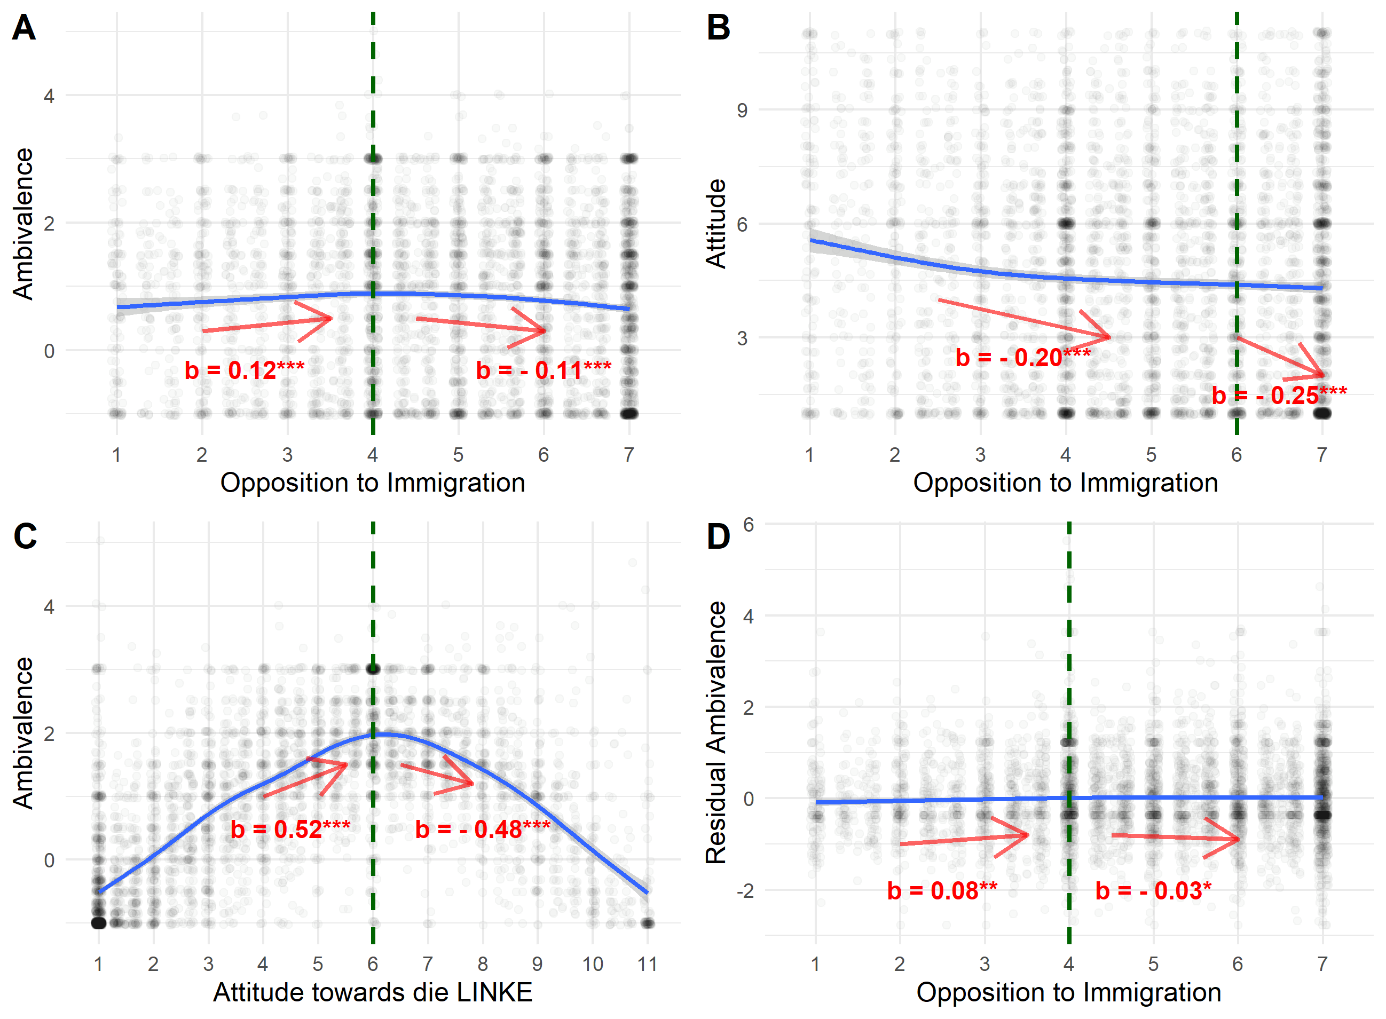 A
Ambivalence
4
2
0
b = 0.12***
b = - 0.11***
1 2 3 4 5 6 7
Opposition to Immigration
B
Attitude
9
6
3
b = - 0.20***
b = - 0.25***
1 2 3 4 5 6 7
Opposition to Immigration
C
Ambivalence
4
2
0
b = 0.52***
b = - 0.48***
1 2 3 4 5 6 7 8 9 10 11
Attitude towards die LINKE
D
Residual Ambivalence
6
4
2
0
-2
b = 0.08**
b = - 0.03*
1 2 3 4 5 6 7
Opposition to Immigration